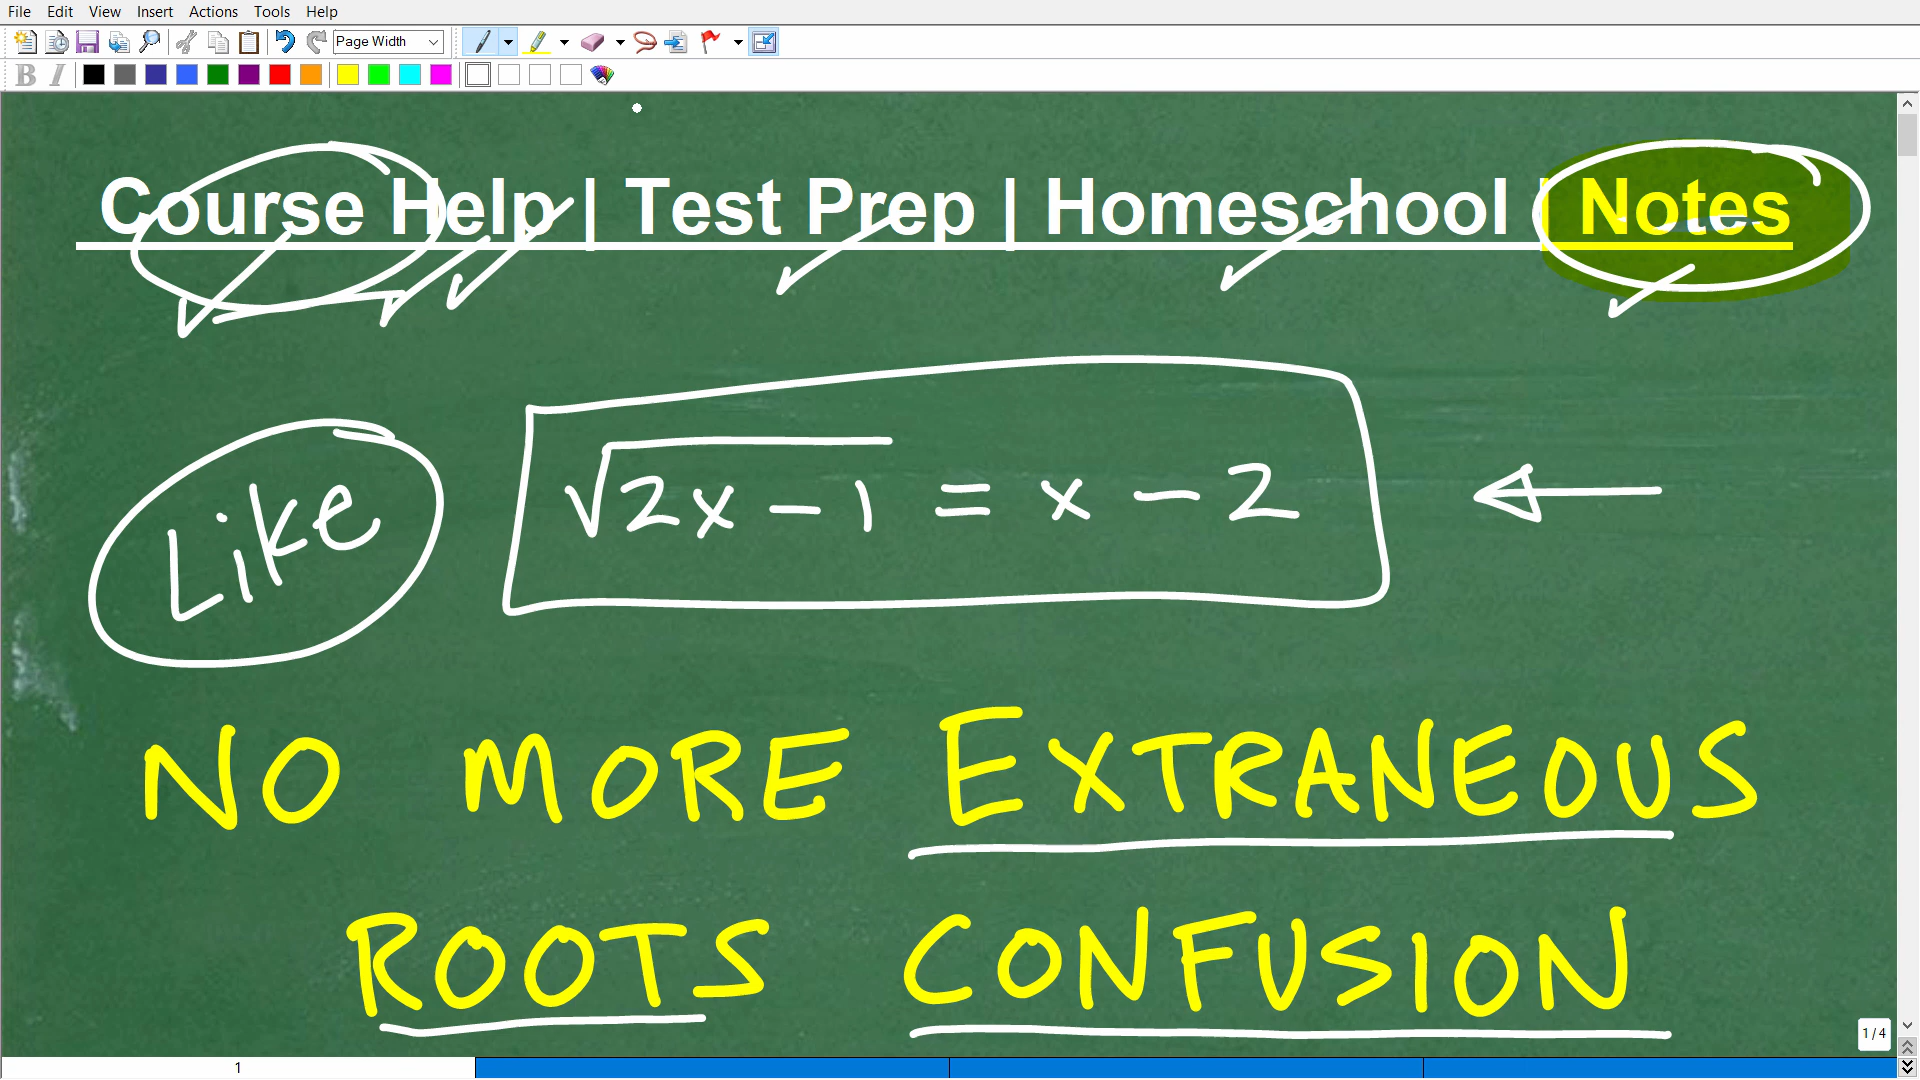 File Edit View Insert Actions Tools Help
Page Width
B I
Course Help | Test Prep | Homeschool | Notes
Like
√2x - 1 = x - 2
NO MORE EXTRANEOUS
ROOTS CONFUSION
1 / 4
1